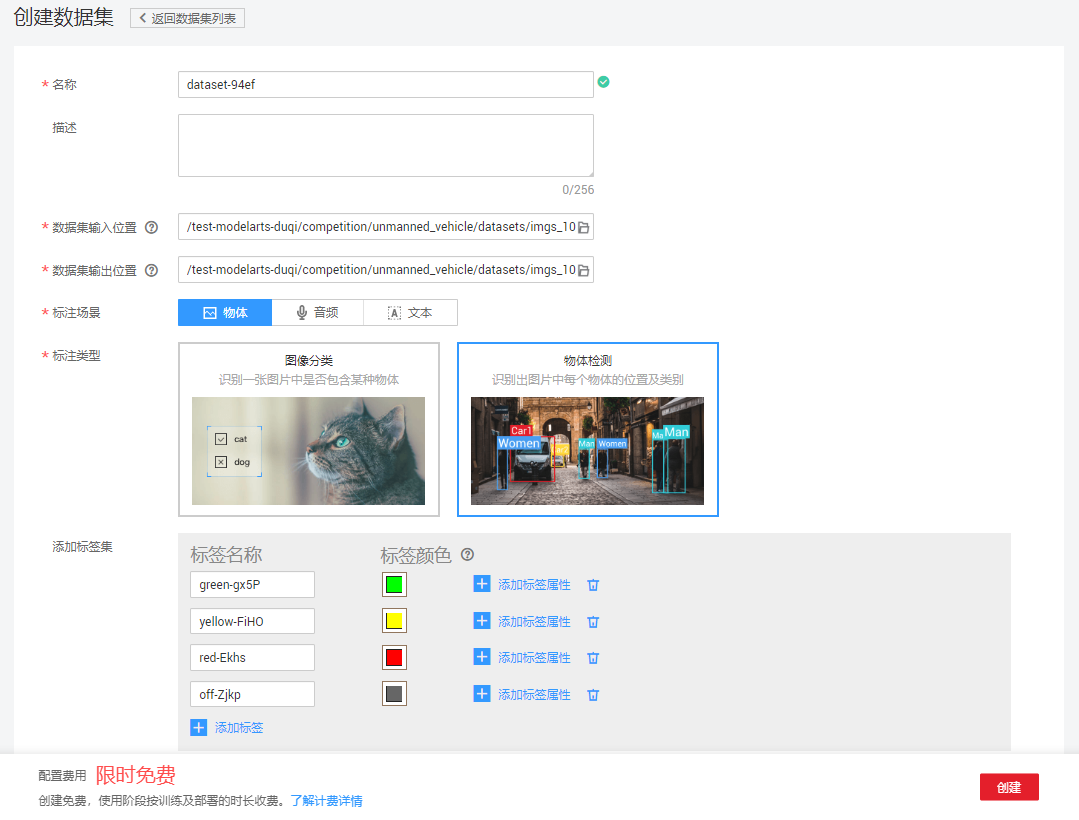 创建数据集 返回数据集列表
* 名称 dataset-94ef
描述
0/256
* 数据集输入位置 /test-modelarts-duqi/competition/unmanned_vehicle/datasets/imgs_10
* 数据集输出位置 /test-modelarts-duqi/competition/unmanned_vehicle/datasets/imgs_10
* 标注场景 物体 音频 A 文本
* 标注类型
图像分类
识别一张图片中是否包含某种物体
cat
dog
物体检测
识别出图片中每个物体的位置及类别
Car1
Women
Man Women
Man
添加标签集
标签名称 标签颜色
green-gx5P 添加标签属性
yellow-FiHO 添加标签属性
red-Ekhs 添加标签属性
off-Zjkp 添加标签属性
添加标签
配置费用 限时免费
创建免费，使用阶段按训练及部署的时长收费。了解计费详情
创建